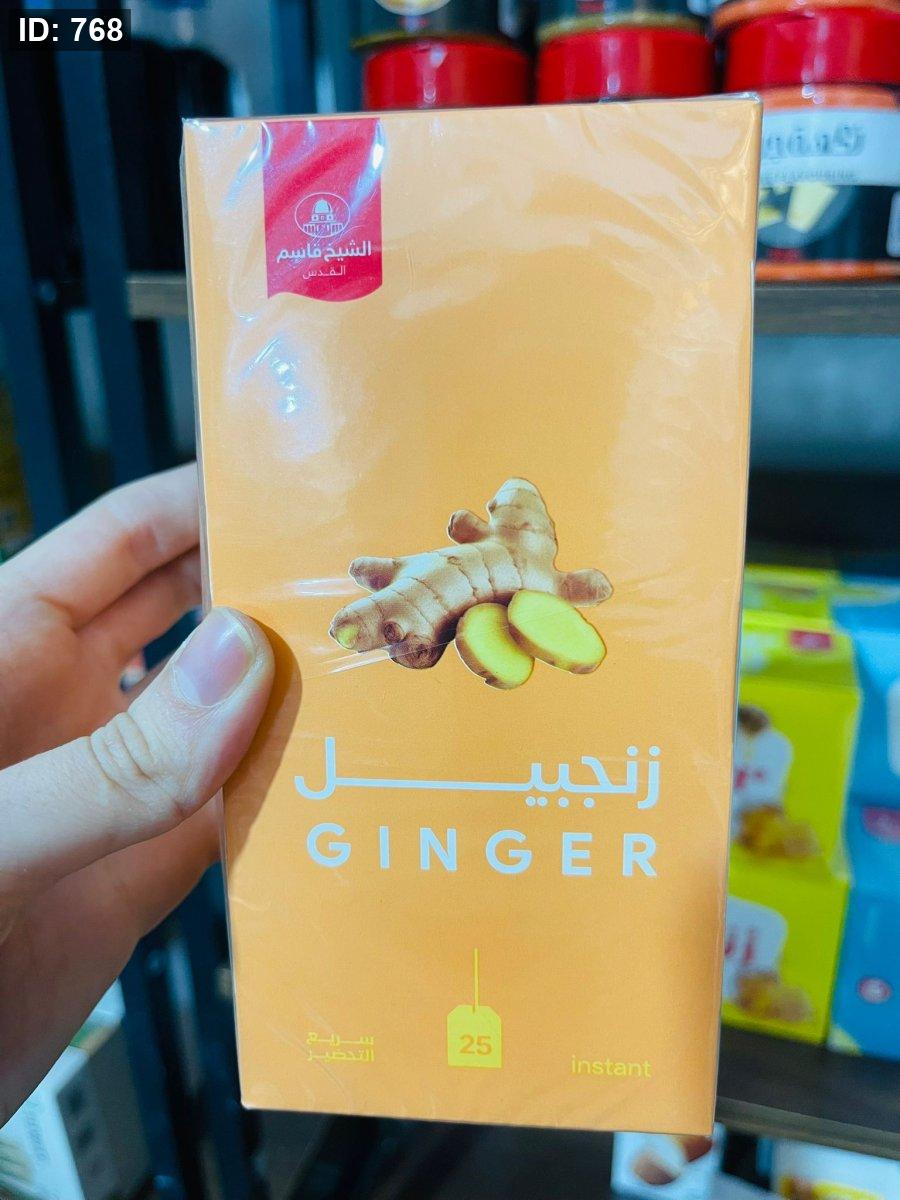 ID: 768
الشيخ قاسم
القدس
زنجبيل
GINGER
25
سريع
التحضير
instant